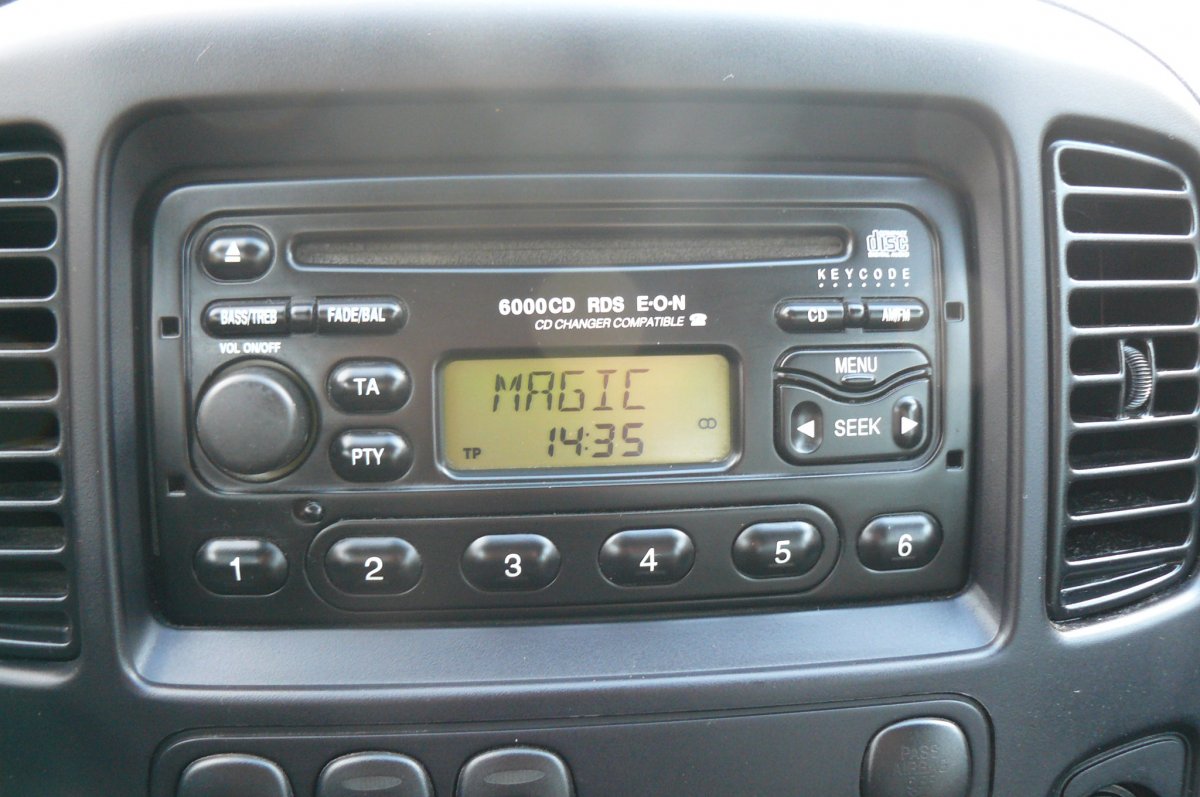 disc
KEYCODE
6000CD RDS E·O·N
CD CHANGER COMPATIBLE
BASS/TREB
FADE/BAL
CD
AM/FM
VOL ON/OFF
MENU
TA
MAGIC
SEEK
PTY
TP
14:35
1
2
3
4
5
6
PASS